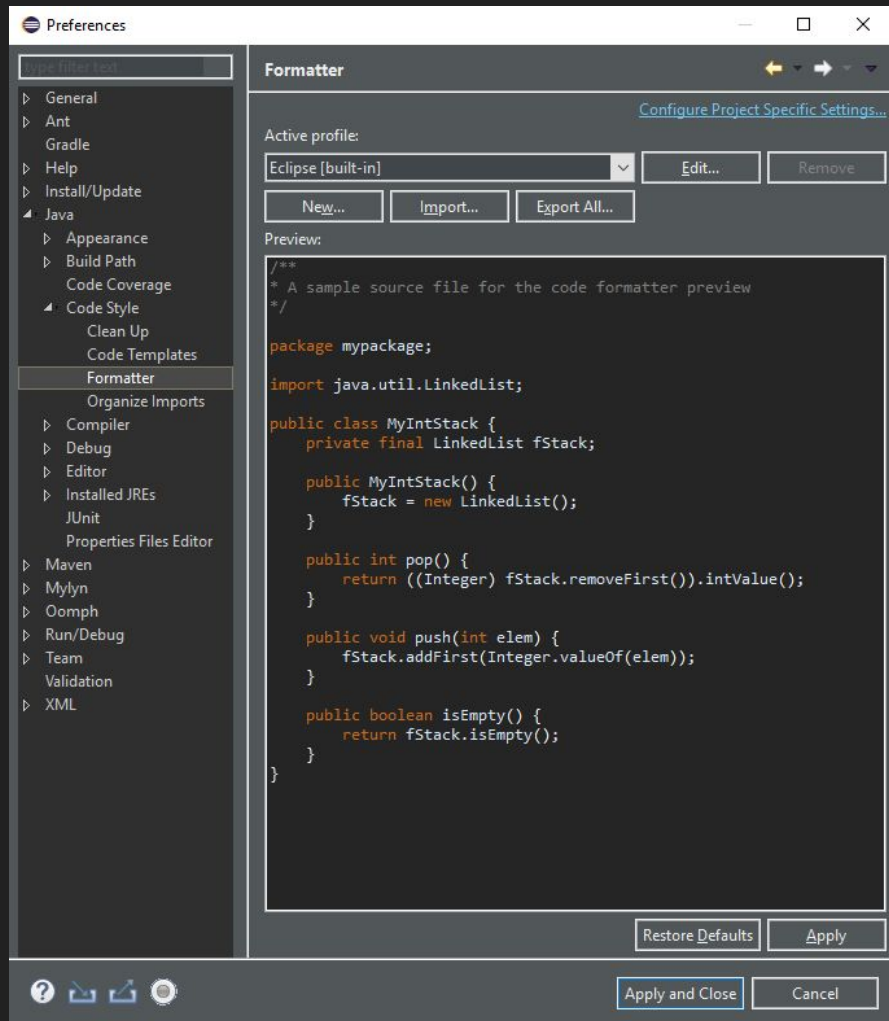 Preferences
type filter text
General
Ant
Gradle
Help
Install/Update
Java
Appearance
Build Path
Code Coverage
Code Style
Clean Up
Code Templates
Formatter
Organize Imports
Compiler
Debug
Editor
Installed JREs
JUnit
Properties Files Editor
Maven
Mylyn
Oomph
Run/Debug
Team
Validation
XML
Formatter
Configure Project Specific Settings...
Active profile:
Eclipse [built-in]
Edit...
Remove
New...
Import...
Export All...
Preview:
/**
* A sample source file for the code formatter preview
*/
package mypackage;
import java.util.LinkedList;
public class MyIntStack {
    private final LinkedList fStack;
    public MyIntStack() {
        fStack = new LinkedList();
    }
    public int pop() {
        return ((Integer) fStack.removeFirst()).intValue();
    }
    public void push(int elem) {
        fStack.addFirst(Integer.valueOf(elem));
    }
    public boolean isEmpty() {
        return fStack.isEmpty();
    }
}
Restore Defaults
Apply
Apply and Close
Cancel